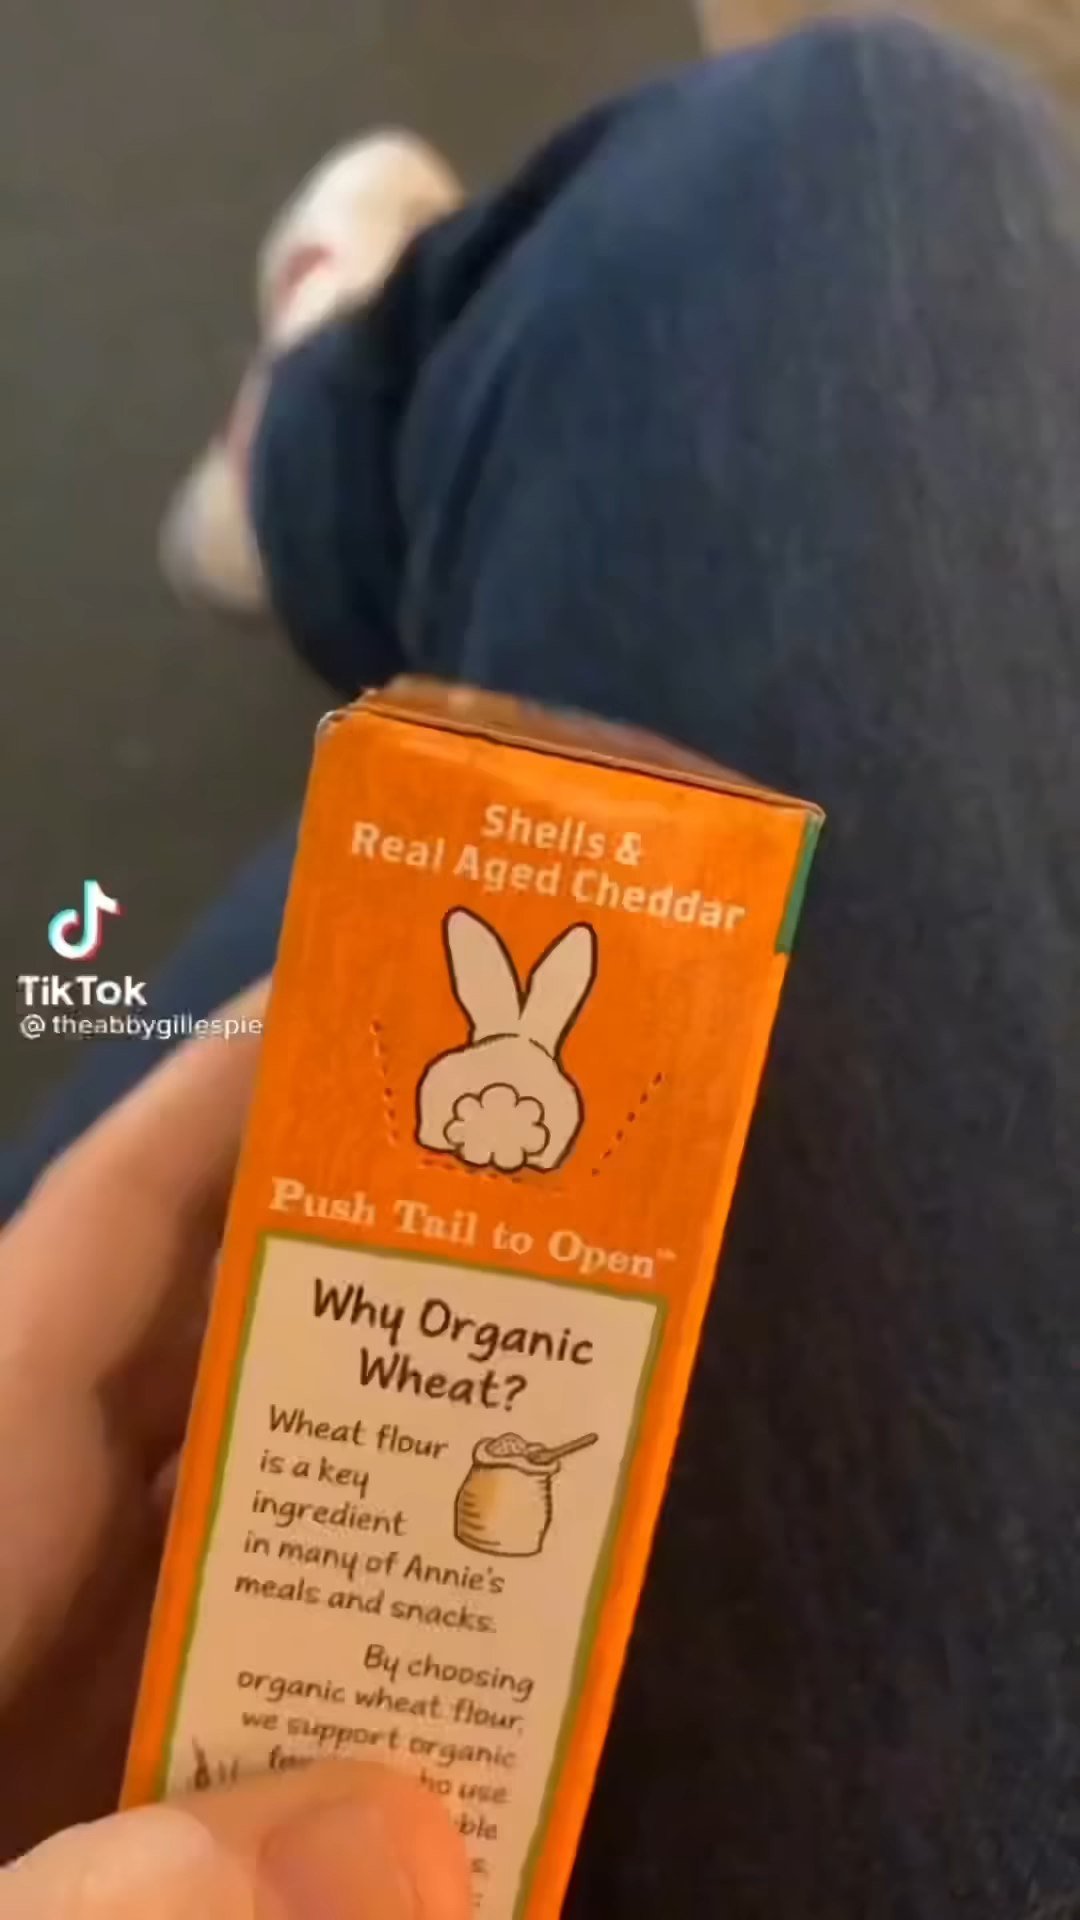 Shells &
Real Aged Cheddar
Push Tail to Open™
Why Organic
Wheat?
Wheat flour
is a key
ingredient
in many of Annie's
meals and snacks.
By choosing
organic wheat flour,
we support organic
use
TikTok
@theabbygillespie